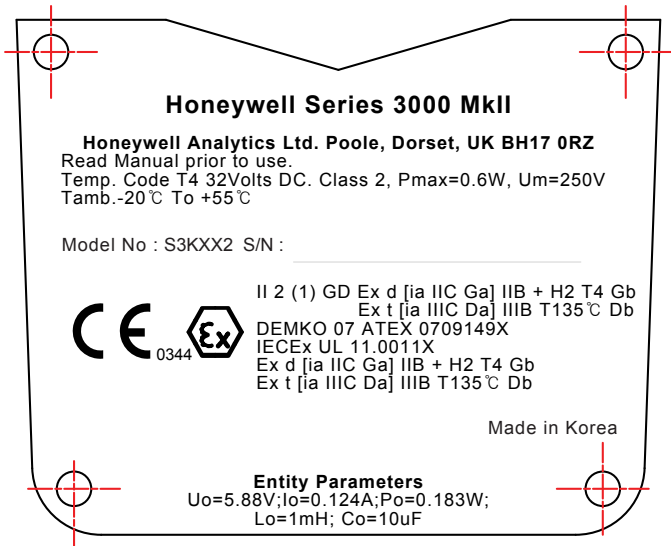 Honeywell Series 3000 MkII
Honeywell Analytics Ltd. Poole, Dorset, UK BH17 0RZ
Read Manual prior to use.
Temp. Code T4 32Volts DC. Class 2, Pmax=0.6W, Um=250V
Tamb.-20℃ To +55℃
Model No : S3KXX2 S/N :
II 2 (1) GD Ex d [ia IIC Ga] IIB + H2 T4 Gb
Ex t [ia IIIC Da] IIIB T135℃ Db
CE 0344 Ex
DEMKO 07 ATEX 0709149X
IECEx UL 11.0011X
Ex d [ia IIC Ga] IIB + H2 T4 Gb
Ex t [ia IIIC Da] IIIB T135℃ Db
Made in Korea
Entity Parameters
Uo=5.88V;Io=0.124A;Po=0.183W;
Lo=1mH; Co=10uF